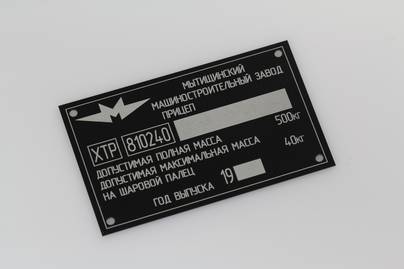 МЫТИЩИНСКИЙ
МАШИНОСТРОИТЕЛЬНЫЙ ЗАВОД
ПРИЦЕП
ХТР 810240
ДОПУСТИМАЯ ПОЛНАЯ МАССА 500КГ
ДОПУСТИМАЯ МАКСИМАЛЬНАЯ МАССА
НА ШАРОВОЙ ПАЛЕЦ 40КГ
ГОД ВЫПУСКА 19